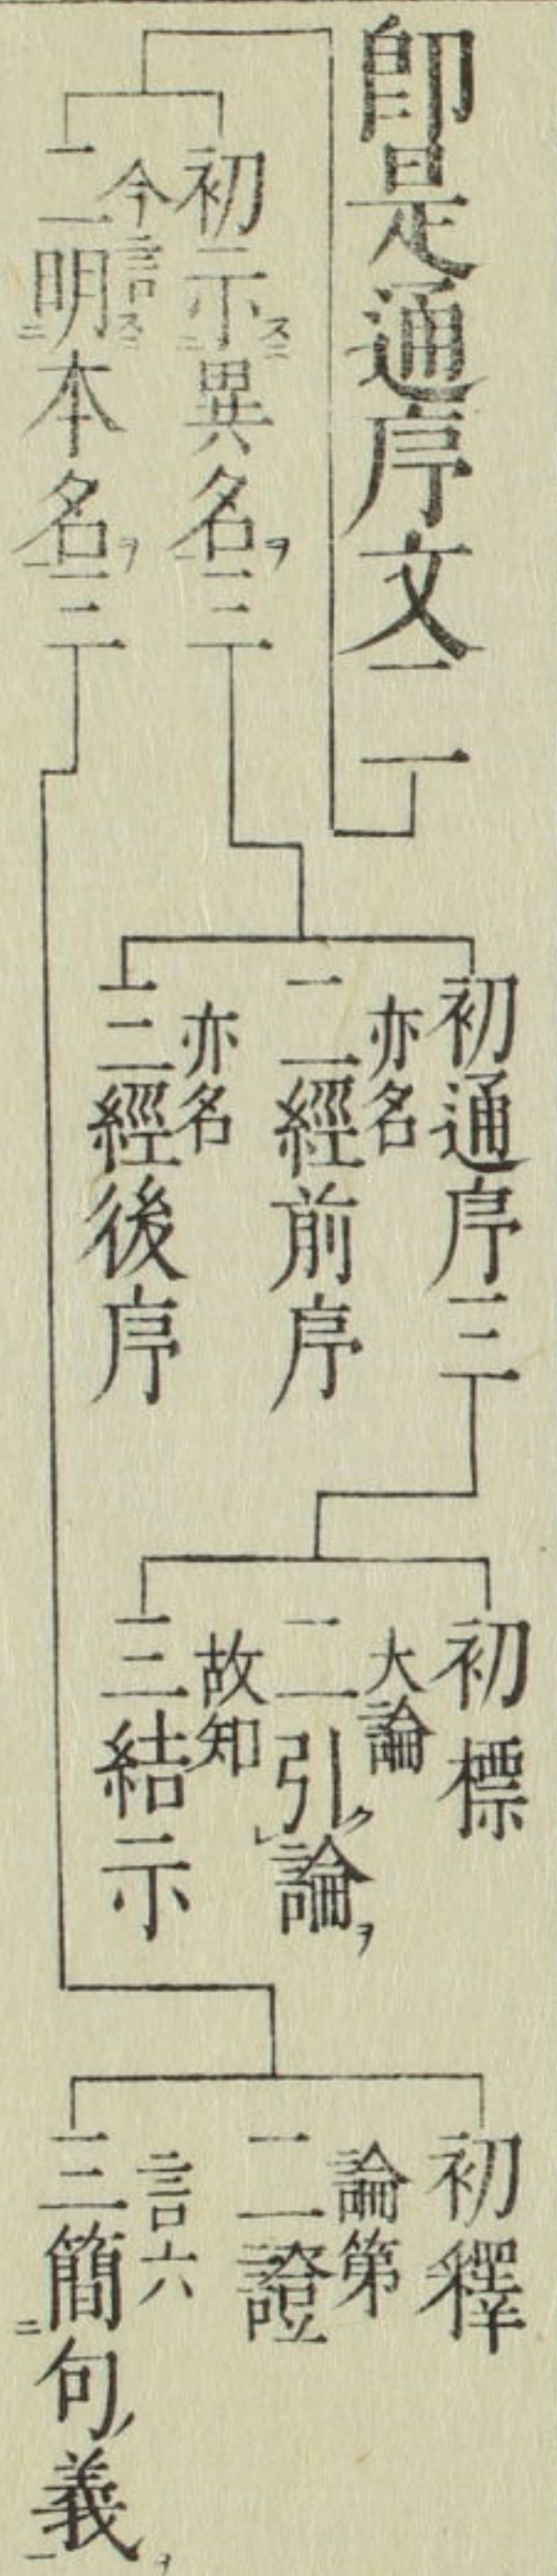 即是通序文二
初示異名三
今言
二明本名三
初通序三
亦名
二經前序
亦名
三經後序
初標
大論
二引論
故知
三結示
初釋
論第
二證
言六
三簡句義